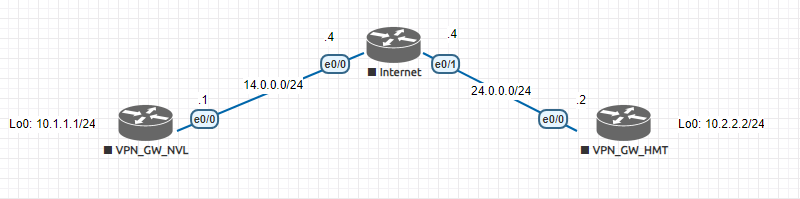 .4
.4
e0/0
Internet
e0/1
14.0.0.0/24
24.0.0.0/24
.1
.2
Lo0: 10.1.1.1/24
e0/0
e0/0
Lo0: 10.2.2.2/24
VPN_GW_NVL
VPN_GW_HMT